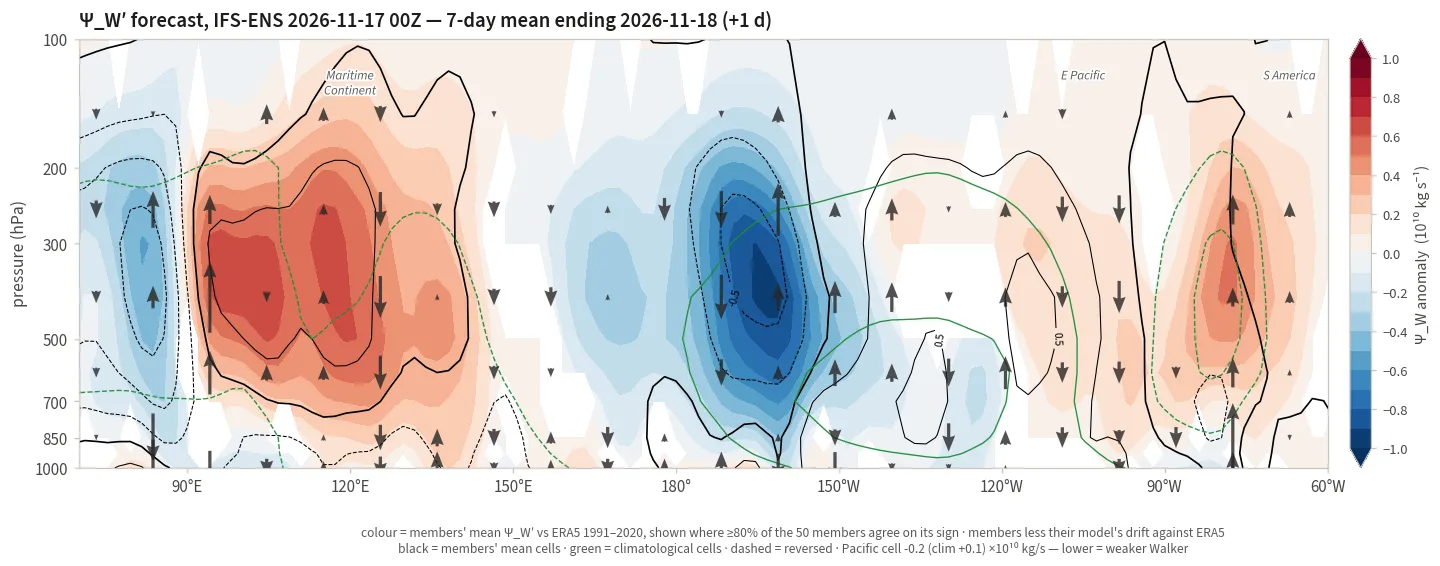 Ψ_W′ forecast, IFS-ENS 2026-11-17 00Z — 7-day mean ending 2026-11-18 (+1 d)
100
200
300
400
500
700
850
1000
pressure (hPa)
Maritime
Continent
E Pacific
S America
-0.5
0.5
0.5
90°E
120°E
150°E
180°
150°W
120°W
90°W
60°W
1.0
0.8
0.6
0.4
0.2
0.0
−0.2
−0.4
−0.6
−0.8
−1.0
Ψ_W anomaly (10¹⁰ kg s⁻¹)
colour = members' mean Ψ_W′ vs ERA5 1991–2020, shown where ≥80% of the 50 members agree on its sign · members less their model's drift against ERA5
black = members' mean cells · green = climatological cells · dashed = reversed · Pacific cell -0.2 (clim +0.1) ×10¹⁰ kg/s — lower = weaker Walker